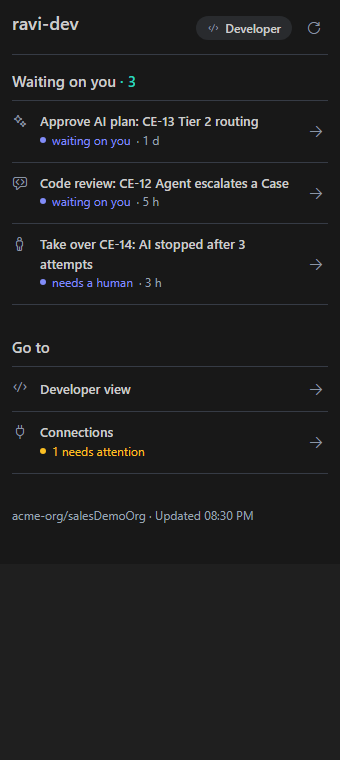 ravi-dev
Developer
Waiting on you · 3
Approve AI plan: CE-13 Tier 2 routing
waiting on you · 1 d
Code review: CE-12 Agent escalates a Case
waiting on you · 5 h
Take over CE-14: AI stopped after 3
attempts
needs a human · 3 h
Go to
Developer view
Connections
1 needs attention
acme-org/salesDemoOrg · Updated 08:30 PM